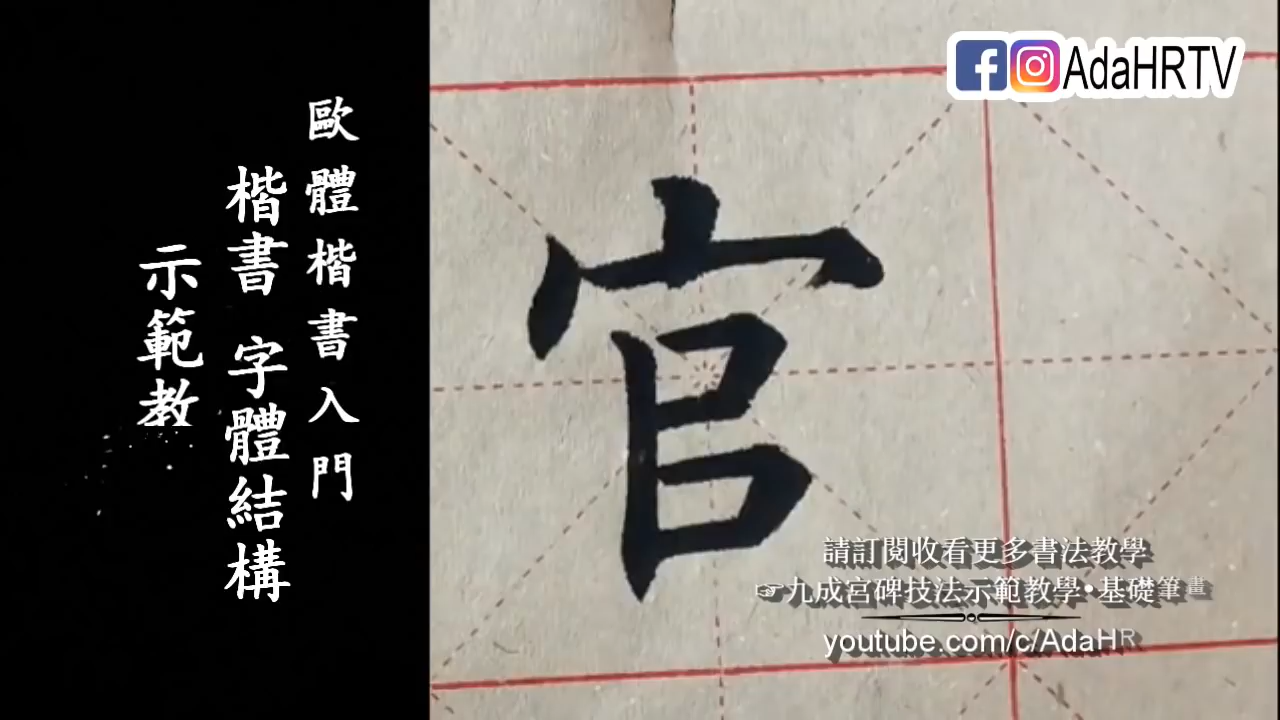 歐體楷書入門
楷書 字體結構
示範教
官
AdaHRTV
請訂閱收看更多書法教學
☞九成宮碑技法示範教學•基礎筆畫
youtube.com/c/AdaHR